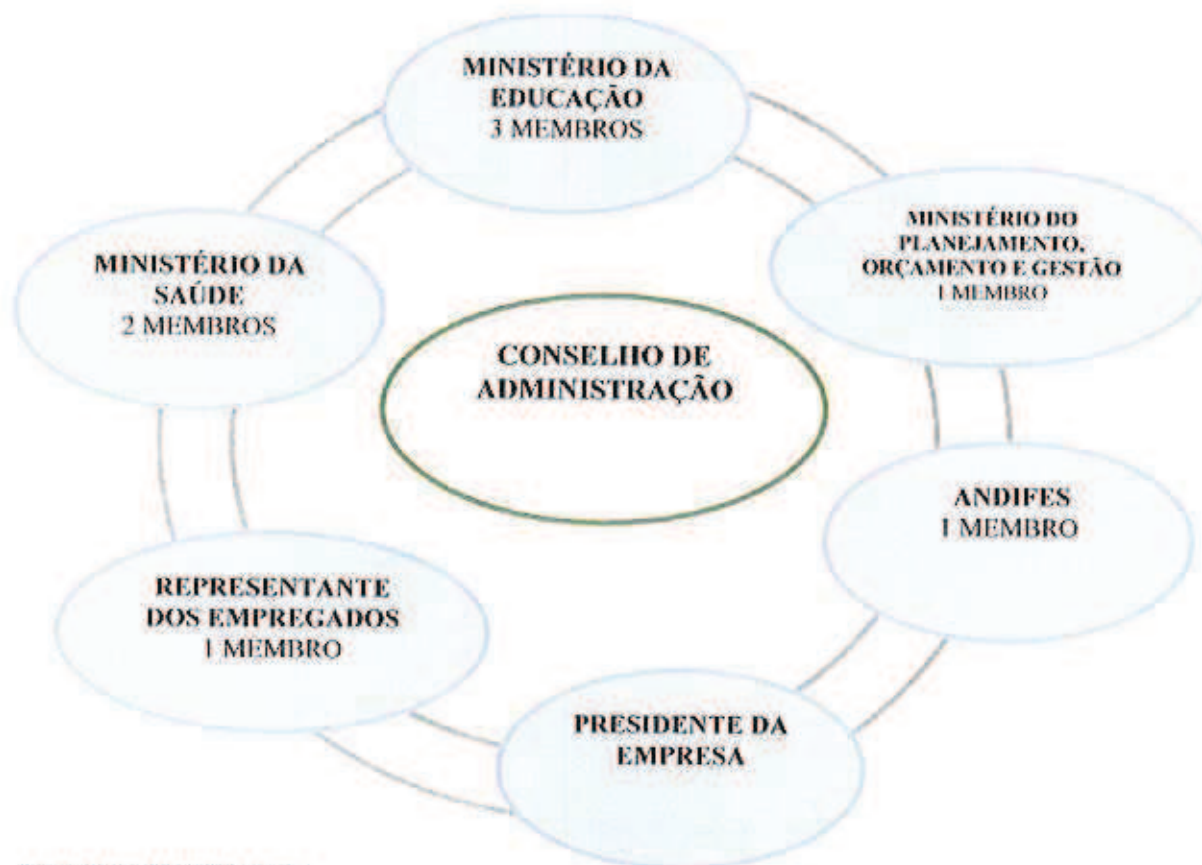 MINISTÉRIO DA
EDUCAÇÃO
3 MEMBROS
MINISTÉRIO DO
PLANEJAMENTO,
ORÇAMENTO E GESTÃO
1 MEMBRO
MINISTÉRIO DA
SAÚDE
2 MEMBROS
CONSELHO DE
ADMINISTRAÇÃO
ANDIFES
1 MEMBRO
REPRESENTANTE
DOS EMPREGADOS
1 MEMBRO
PRESIDENTE DA
EMPRESA